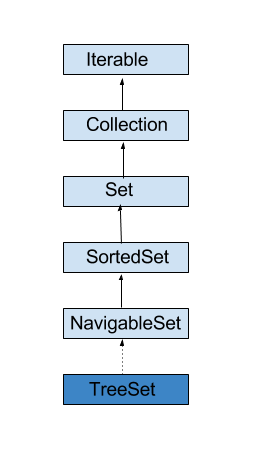 Iterable
Collection
Set
SortedSet
NavigableSet
TreeSet